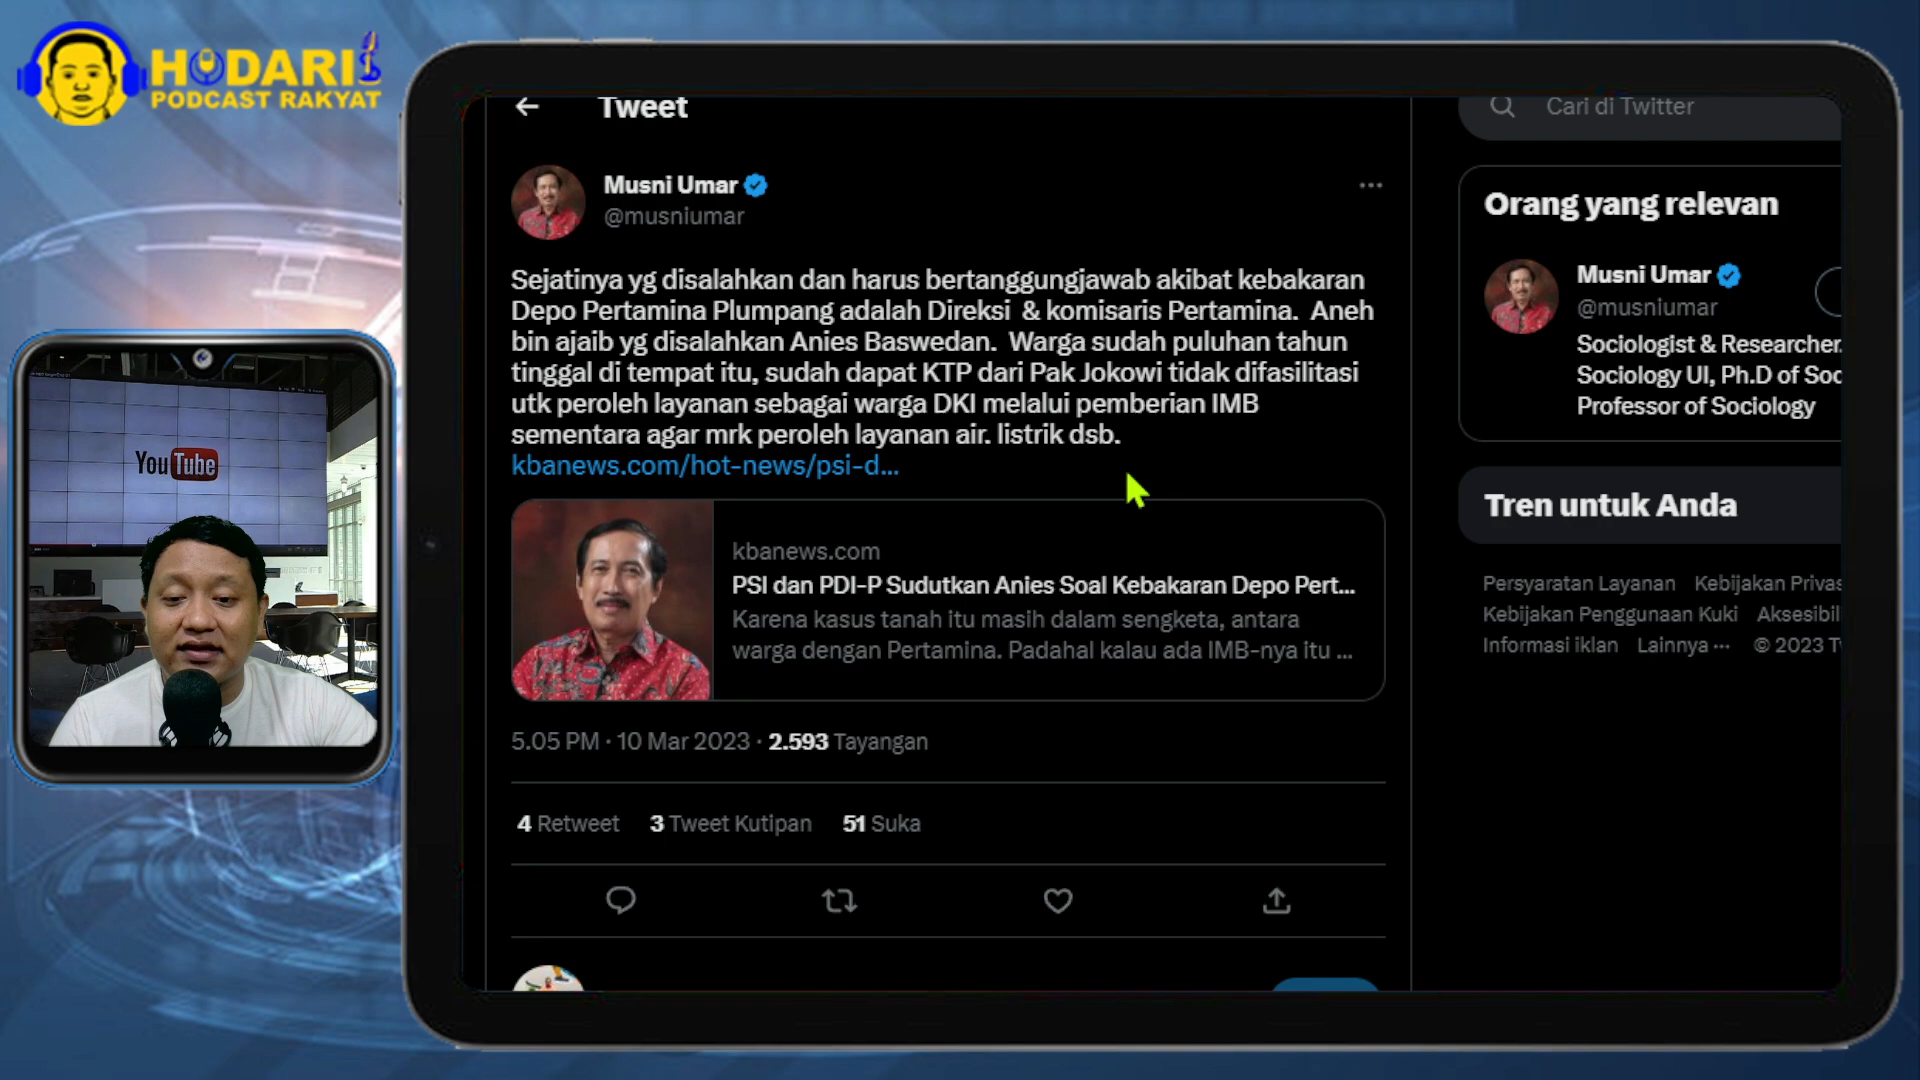 HODARI
PODCAST RAKYAT
YouTube
Tweet
Musni Umar
@musniumar
Sejatinya yg disalahkan dan harus bertanggungjawab akibat kebakaran
Depo Pertamina Plumpang adalah Direksi & komisaris Pertamina. Aneh
bin ajaib yg disalahkan Anies Baswedan. Warga sudah puluhan tahun
tinggal di tempat itu, sudah dapat KTP dari Pak Jokowi tidak difasilitasi
utk peroleh layanan sebagai warga DKI melalui pemberian IMB
sementara agar mrk peroleh layanan air. listrik dsb.
kbanews.com/hot-news/psi-d...
kbanews.com
PSI dan PDI-P Sudutkan Anies Soal Kebakaran Depo Pert...
Karena kasus tanah itu masih dalam sengketa, antara
warga dengan Pertamina. Padahal kalau ada IMB-nya itu ...
5.05 PM · 10 Mar 2023 · 2.593 Tayangan
4 Retweet 3 Tweet Kutipan 51 Suka
Cari di Twitter
Orang yang relevan
Musni Umar
@musniumar
Sociologist & Researcher.
Sociology UI, Ph.D of Soc
Professor of Sociology
Tren untuk Anda
Persyaratan Layanan Kebijakan Privas
Kebijakan Penggunaan Kuki Aksesibil
Informasi iklan Lainnya ··· © 2023 Tw